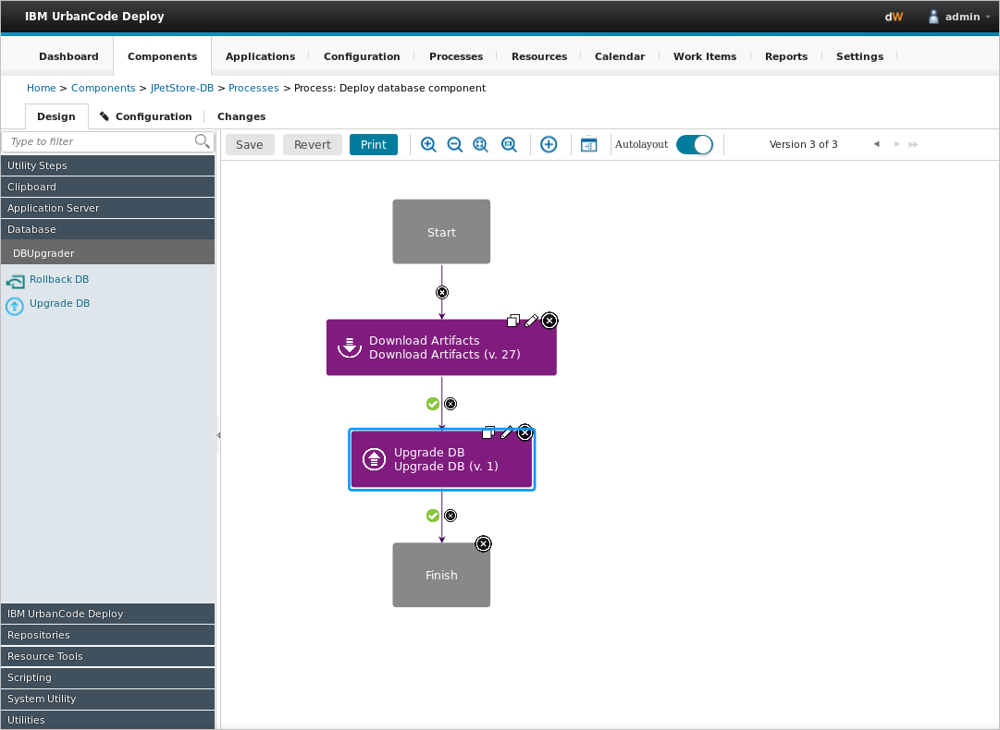 IBM UrbanCode Deploy
dW admin
Dashboard Components Applications Configuration Processes Resources Calendar Work Items Reports Settings
Home > Components > JPetStore-DB > Processes > Process: Deploy database component
Design Configuration Changes
Type to filter
Save Revert Print Autolayout Version 3 of 3
Utility Steps
Clipboard
Application Server
Database
DBUpgrader
Rollback DB
Upgrade DB
IBM UrbanCode Deploy
Repositories
Resource Tools
Scripting
System Utility
Utilities
Start
Download Artifacts
Download Artifacts (v. 27)
Upgrade DB
Upgrade DB (v. 1)
Finish